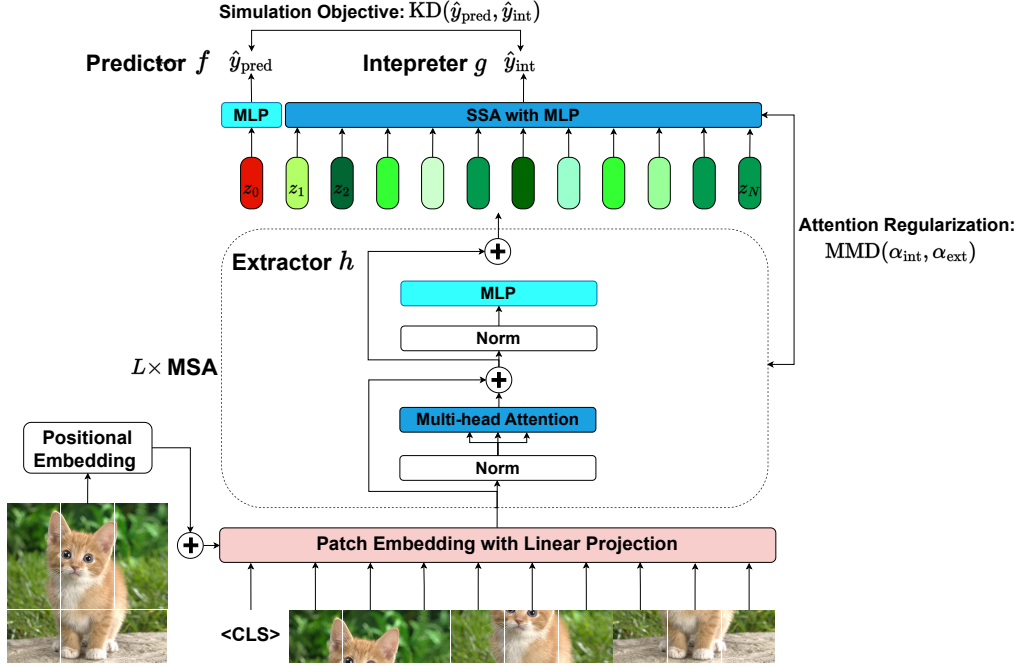 Simulation Objective: KD(ŷ_pred, ŷ_int)
Predictor f ŷ_pred Intepreter g ŷ_int
MLP SSA with MLP
z_0 z_1 z_2 z_N
Attention Regularization:
MMD(α_int, α_ext)
Extractor h
MLP
Norm
L× MSA
Multi-head Attention
Positional
Embedding
Norm
Patch Embedding with Linear Projection
<CLS>